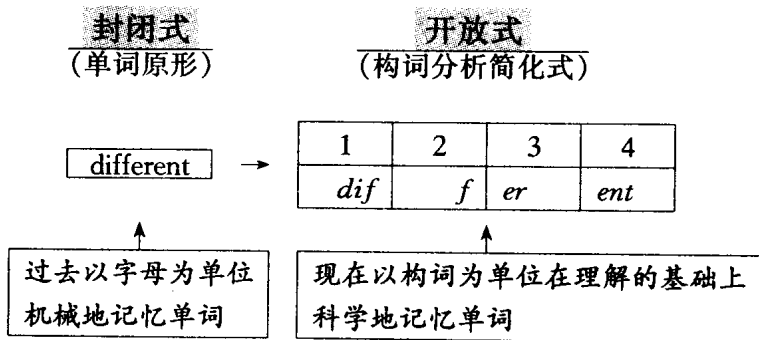 封闭式
(单词原形)
开放式
(构词分析简化式)
different
→
1 2 3 4
dif f er ent
过去以字母为单位
机械地记忆单词
现在以构词为单位在理解的基础上
科学地记忆单词